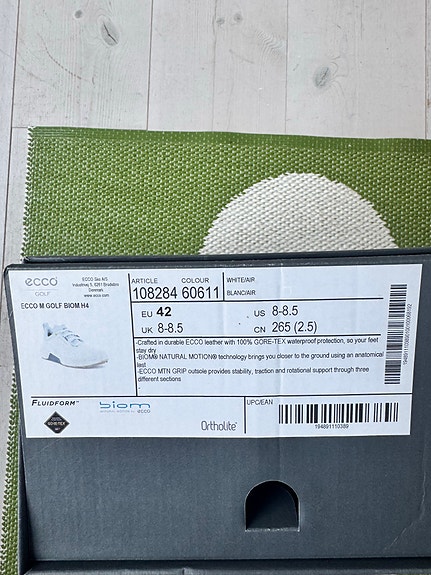 ecco
GOLF
ECCO Sko A/S
Industrivej 5, 6261 Bredebro
Denmark
www.ecco.com
ECCO M GOLF BIOM H4
ARTICLE COLOUR
108284 60611
WHITE/AIR
BLANC/AIR
EU 42
US 8-8.5
UK 8-8.5
CN 265 (2.5)
-Crafted in durable ECCO leather with 100% GORE-TEX waterproof protection, so your feet
stay dry
-BIOM® NATURAL MOTION® technology brings you closer to the ground using an anatomical
last
-ECCO MTN GRIP outsole provides stability, traction and rotational support through three
different sections
FLUIDFORM™
biom
ECCO
GORE-TEX
Ortholite®
UPC/EAN
194891110389